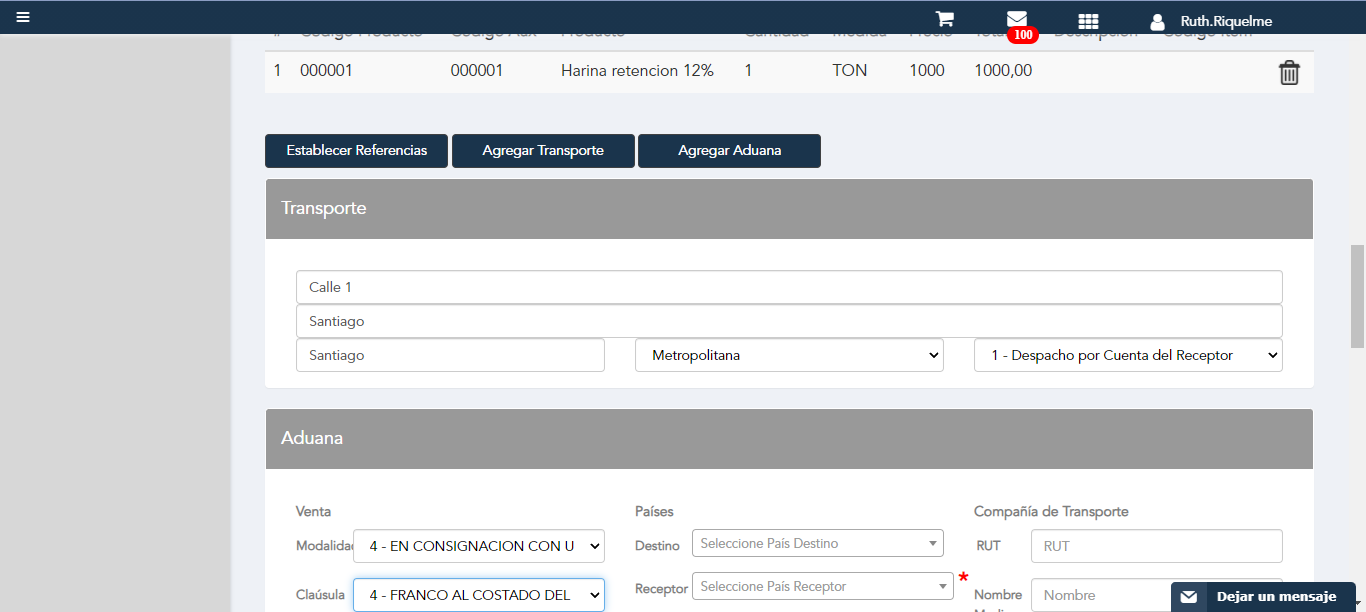 Ruth.Riquelme
100
1 000001 000001 Harina retencion 12% 1 TON 1000 1000,00
Establecer Referencias Agregar Transporte Agregar Aduana
Transporte
Calle 1
Santiago
Santiago Metropolitana 1 - Despacho por Cuenta del Receptor
Aduana
Venta Países Compañía de Transporte
Modalidad 4 - EN CONSIGNACION CON U Destino Seleccione País Destino RUT RUT
Claúsula 4 - FRANCO AL COSTADO DEL Receptor Seleccione País Receptor * Nombre Nombre
Dejar un mensaje